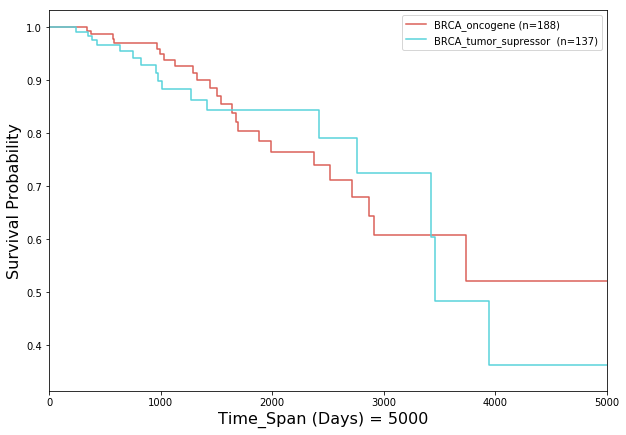 BRCA_oncogene (n=188)
BRCA_tumor_supressor (n=137)
Survival Probability
1.0
0.9
0.8
0.7
0.6
0.5
0.4
0 1000 2000 3000 4000 5000
Time_Span (Days) = 5000